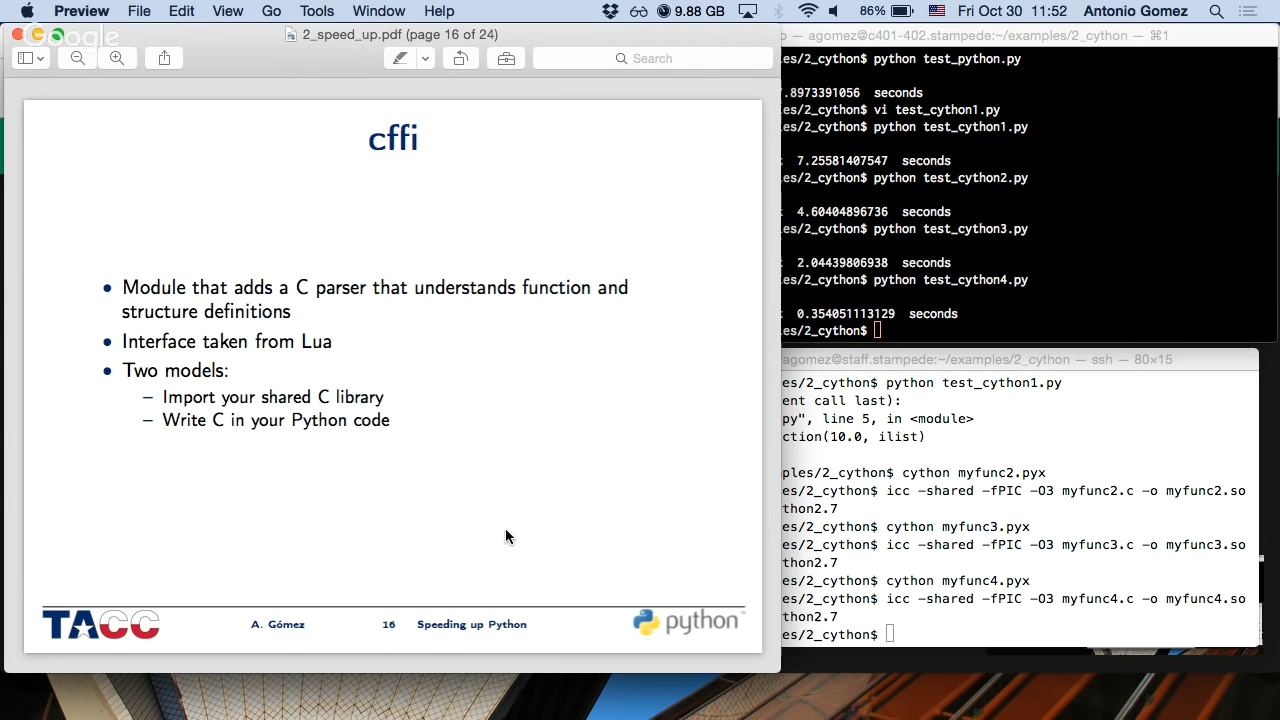 Preview File Edit View Go Tools Window Help 9.88 GB 86% Fri Oct 30 11:52 Antonio Gomez
Google
2_speed_up.pdf (page 16 of 24)
Search
cffi
• Module that adds a C parser that understands function and
structure definitions
• Interface taken from Lua
• Two models:
– Import your shared C library
– Write C in your Python code
TACC A. Gómez 16 Speeding up Python python™
— agomez@c401-402.stampede:~/examples/2_cython — ⌘1
les/2_cython$ python test_python.py
.8973391056 seconds
les/2_cython$ vi test_cython1.py
les/2_cython$ python test_cython1.py
7.25581407547 seconds
les/2_cython$ python test_cython2.py
4.60404896736 seconds
les/2_cython$ python test_cython3.py
2.04439806938 seconds
les/2_cython$ python test_cython4.py
0.354051113129 seconds
les/2_cython$
agomez@staff.stampede:~/examples/2_cython — ssh — 80×15
es/2_cython$ python test_cython1.py
ent call last):
py", line 5, in <module>
ction(10.0, ilist)
ples/2_cython$ cython myfunc2.pyx
es/2_cython$ icc -shared -fPIC -O3 myfunc2.c -o myfunc2.so
thon2.7
es/2_cython$ cython myfunc3.pyx
es/2_cython$ icc -shared -fPIC -O3 myfunc3.c -o myfunc3.so
thon2.7
es/2_cython$ cython myfunc4.pyx
es/2_cython$ icc -shared -fPIC -O3 myfunc4.c -o myfunc4.so
thon2.7
es/2_cython$